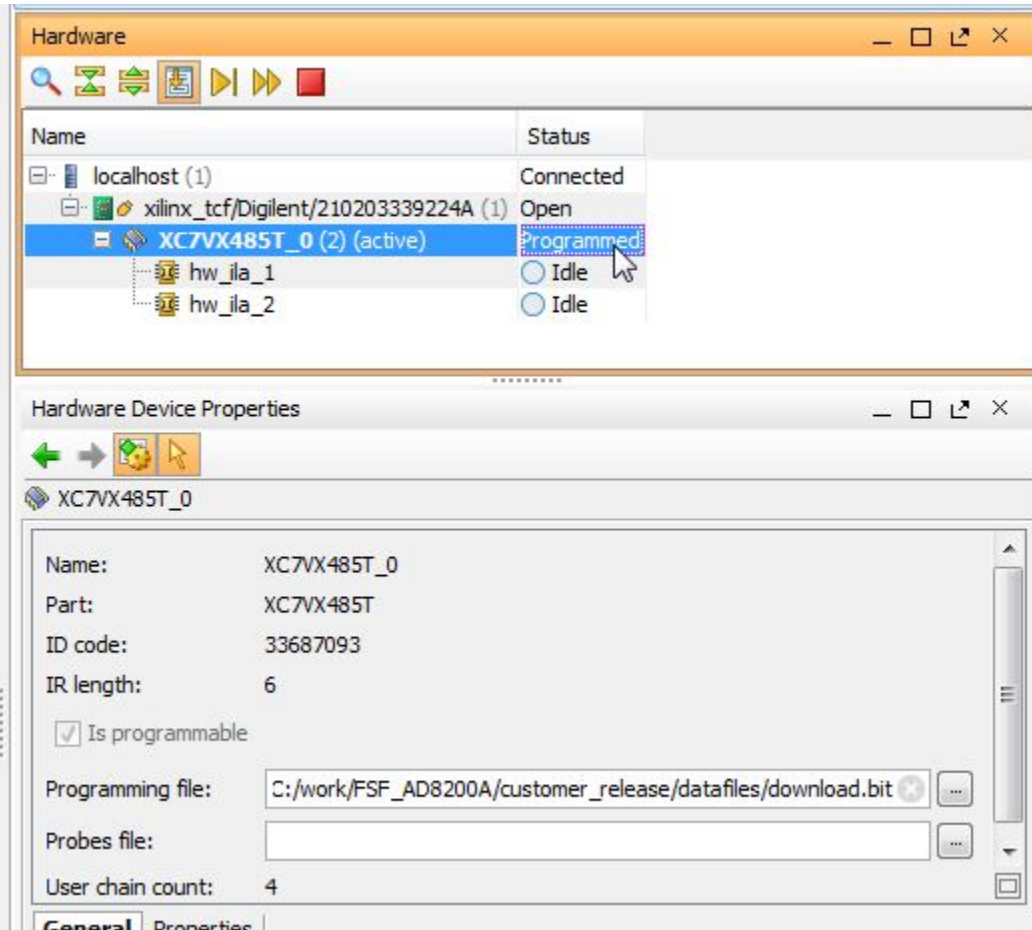 Hardware
Name Status
localhost (1) Connected
xilinx_tcf/Digilent/210203339224A (1) Open
XC7VX485T_0 (2) (active) Programmed
hw_ila_1 Idle
hw_ila_2 Idle
Hardware Device Properties
XC7VX485T_0
Name: XC7VX485T_0
Part: XC7VX485T
ID code: 33687093
IR length: 6
Is programmable
Programming file: C:/work/FSF_AD8200A/customer_release/datafiles/download.bit ...
Probes file: ...
User chain count: 4
General Properties